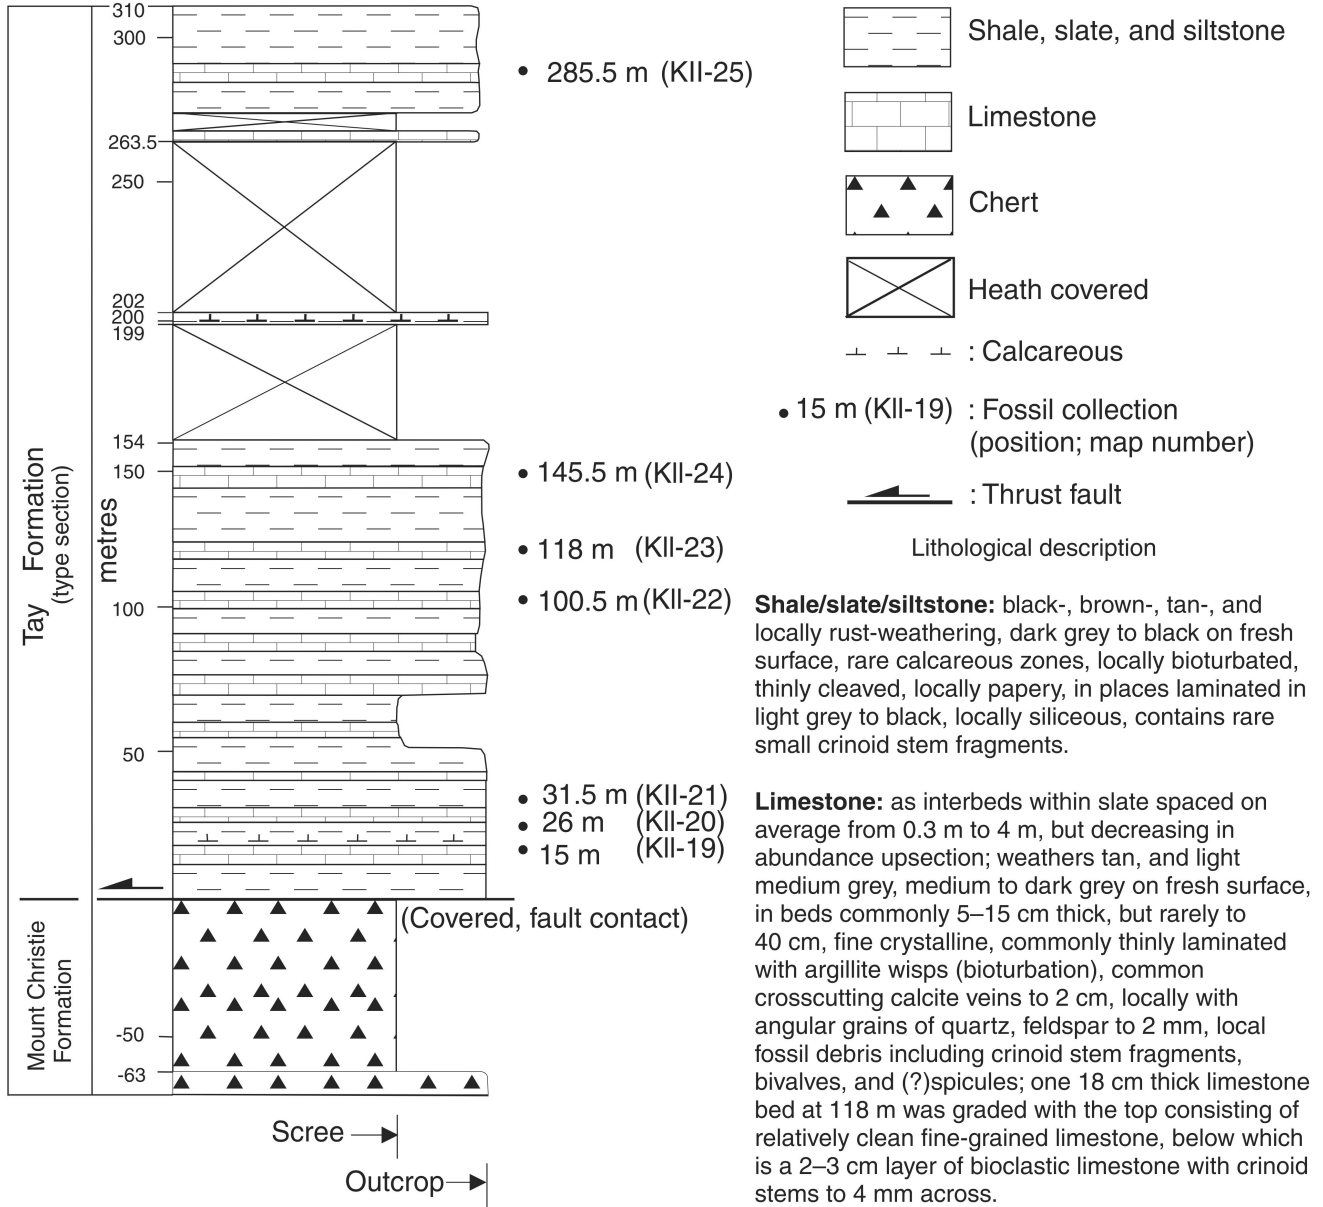 310
300
263.5
250
202
200
199
154
150
100
50
-50
-63
Tay Formation
(type section)
metres
Mount Christie
Formation
285.5 m (KII-25)
145.5 m (KII-24)
118 m (KII-23)
100.5 m (KII-22)
31.5 m (KII-21)
26 m (KII-20)
15 m (KII-19)
(Covered, fault contact)
Scree
Outcrop
Shale, slate, and siltstone
Limestone
Chert
Heath covered
: Calcareous
15 m (KII-19) : Fossil collection
(position; map number)
: Thrust fault
Lithological description
Shale/slate/siltstone: black-, brown-, tan-, and
locally rust-weathering, dark grey to black on fresh
surface, rare calcareous zones, locally bioturbated,
thinly cleaved, locally papery, in places laminated in
light grey to black, locally siliceous, contains rare
small crinoid stem fragments.
Limestone: as interbeds within slate spaced on
average from 0.3 m to 4 m, but decreasing in
abundance upsection; weathers tan, and light
medium grey, medium to dark grey on fresh surface,
in beds commonly 5–15 cm thick, but rarely to
40 cm, fine crystalline, commonly thinly laminated
with argillite wisps (bioturbation), common
crosscutting calcite veins to 2 cm, locally with
angular grains of quartz, feldspar to 2 mm, local
fossil debris including crinoid stem fragments,
bivalves, and (?)spicules; one 18 cm thick limestone
bed at 118 m was graded with the top consisting of
relatively clean fine-grained limestone, below which
is a 2–3 cm layer of bioclastic limestone with crinoid
stems to 4 mm across.